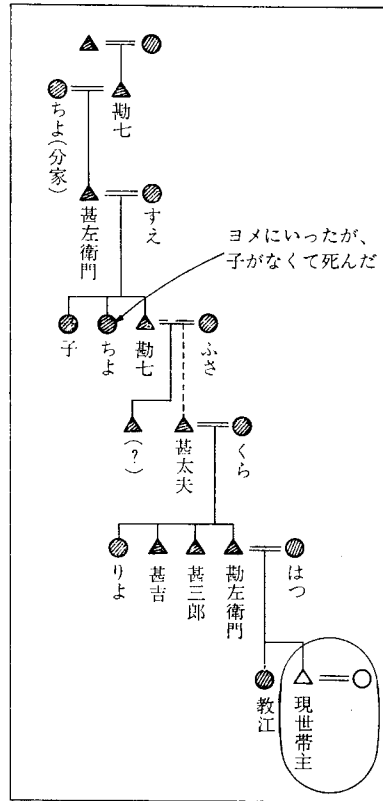 勘七
ちよ(分家)
甚左衛門
すえ
ヨメにいったが、
子がなくて死んだ
子
ちよ
勘七
ふさ
(?)
甚太夫
くら
りよ
甚吉
甚三郎
勘左衛門
はつ
教江
現世帯主